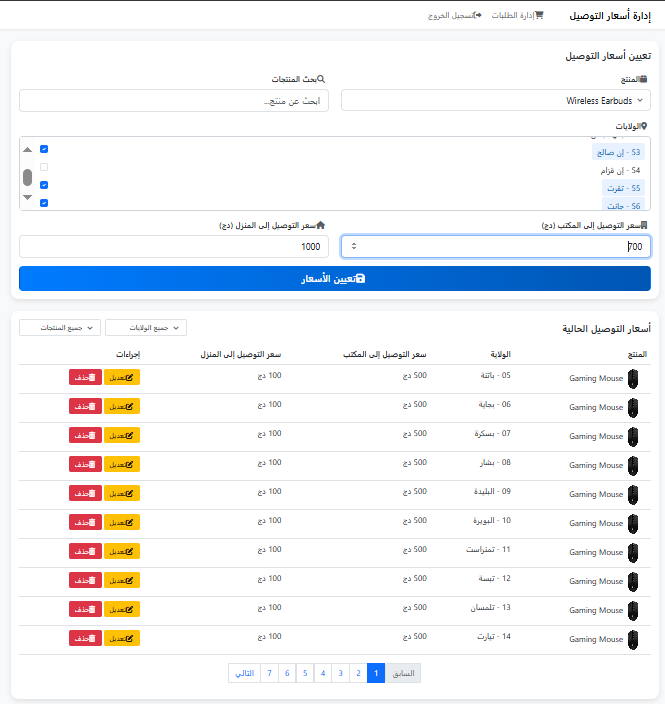 إدارة أسعار التوصيل إدارة الطلبات تسجيل الخروج
تعيين أسعار التوصيل
المنتج بحث المنتجات
Wireless Earbuds ابحث عن منتج...
الولايات
53 - إن صالح
54 - إن قزام
55 - تقرت
56 - جانت
سعر التوصيل إلى المكتب (دج) سعر التوصيل إلى المنزل (دج)
700 1000
تعيين الأسعار
أسعار التوصيل الحالية جميع الولايات جميع المنتجات
المنتج الولاية سعر التوصيل إلى المكتب سعر التوصيل إلى المنزل إجراءات
Gaming Mouse 05 - باتنة 500 دج 100 دج تعديل حذف
Gaming Mouse 06 - بجاية 500 دج 100 دج تعديل حذف
Gaming Mouse 07 - بسكرة 500 دج 100 دج تعديل حذف
Gaming Mouse 08 - بشار 500 دج 100 دج تعديل حذف
Gaming Mouse 09 - البليدة 500 دج 100 دج تعديل حذف
Gaming Mouse 10 - البويرة 500 دج 100 دج تعديل حذف
Gaming Mouse 11 - تمنراست 500 دج 100 دج تعديل حذف
Gaming Mouse 12 - تبسة 500 دج 100 دج تعديل حذف
Gaming Mouse 13 - تلمسان 500 دج 100 دج تعديل حذف
Gaming Mouse 14 - تيارت 500 دج 100 دج تعديل حذف
السابق 1 2 3 4 5 6 7 التالي